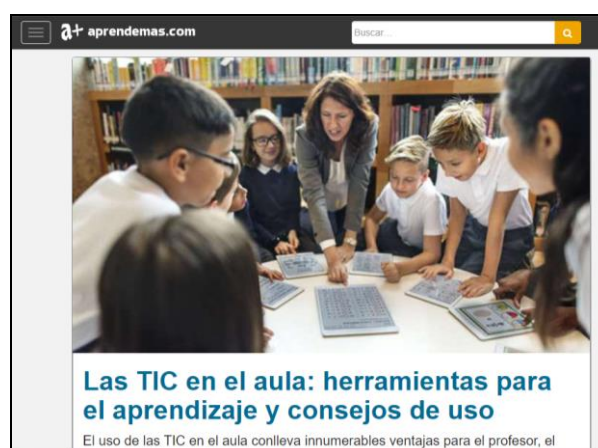 a+ aprendemas.com
Buscar...
Las TIC en el aula: herramientas para
el aprendizaje y consejos de uso
El uso de las TIC en el aula conlleva innumerables ventajas para el profesor, el